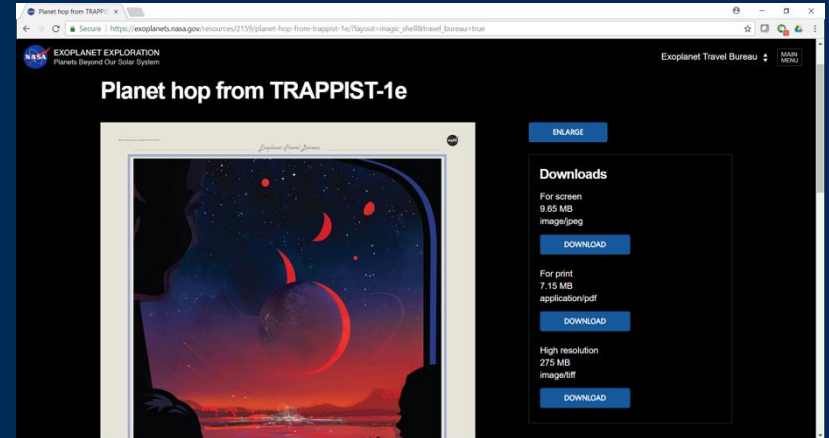 Planet hop from TRAPPIS
Secure https://exoplanets.nasa.gov/resources/2159/planet-hop-from-trappist-1e/?layout=magic_shell&travel_bureau=true
NASA
EXOPLANET EXPLORATION
Planets Beyond Our Solar System
Exoplanet Travel Bureau
MAIN
MENU
Planet hop from TRAPPIST-1e
Exoplanet Travel Bureau
ENLARGE
Downloads
For screen
9.65 MB
image/jpeg
DOWNLOAD
For print
7.15 MB
application/pdf
DOWNLOAD
High resolution
275 MB
image/tiff
DOWNLOAD